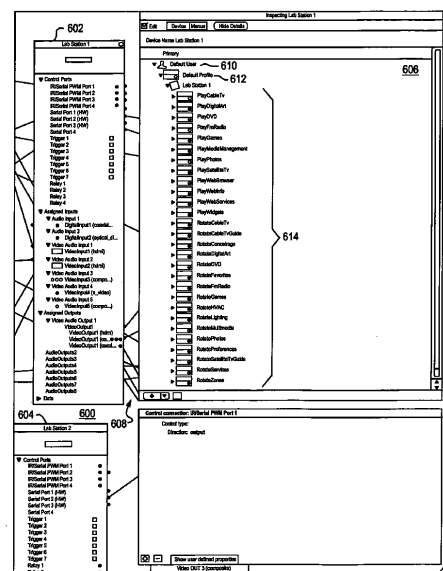 602
Lab Station 1
Control Ports
IR/Serial PWM Port 1
IR/Serial PWM Port 2
IR/Serial PWM Port 3
IR/Serial PWM Port 4
Serial Port 1 (HW)
Serial Port 2 (HW)
Serial Port 3 (HW)
Serial Port 4
Trigger 1
Trigger 2
Trigger 3
Trigger 4
Trigger 5
Trigger 6
Trigger 7
Relay 1
Relay 2
Relay 3
Relay 4
Assigned Inputs
Audio Input 1
DigitalInput1 (coaxial...
Audio Input 2
DigitalInput2 (optical_d...
Video Audio Input 1
VideoInput1 (hdmi)
Video Audio Input 2
VideoInput2 (hdmi)
Video Audio Input 3
VideoInput3 (compo...)
Video Audio Input 4
VideoInput4 (s_video)
Video Audio Input 5
VideoInput5 (compo...)
Assigned Outputs
Video Audio Output 1
VideoOutput1
VideoOutput1 (hdmi)
VideoOutput1 (co...
VideoOutput1 (coaxi...
AudioOutputs2
AudioOutputs3
AudioOutputs4
AudioOutputs5
AudioOutputs6
AudioOutputs7
AudioOutputs8
Data
608
604
600
Lab Station 2
Control Ports
IR/Serial PWM Port 1
IR/Serial PWM Port 2
IR/Serial PWM Port 3
IR/Serial PWM Port 4
Serial Port 1 (HW)
Serial Port 2 (HW)
Serial Port 3 (HW)
Serial Port 4
Trigger 1
Trigger 2
Trigger 3
Trigger 4
Trigger 5
Trigger 6
Trigger 7
Relay 1
Inspecting Lab Station 1
Edit
Device
Menus
Hide Details
Device Name Lab Station 1
Primary
606
Default User 610
Default Profile 612
Lab Station 1
PlayCableTv
PlayDigitalArt
PlayDVD
PlayFmRadio
PlayGames
PlayMediaManagement
PlayPhotos
PlaySatelliteTv
PlayWebBrowser
PlayWebInfo
PlayWebServices
PlayWidgets
RotateCableTv
RotateCableTvGuide
RotateConcierge
RotateDigitalArt
RotateDVD
RotateFavorites
RotateFmRadio
RotateGames
RotateHVAC
RotateLighting
RotateMultimedia
RotatePhotos
RotatePreferences
RotateSatelliteTvGuide
RotateServices
RotateZones
614
Control connection: IR/Serial PWM Port 1
Control type:
Direction: output
Show user defined properties
Video OUT 3 (composite)